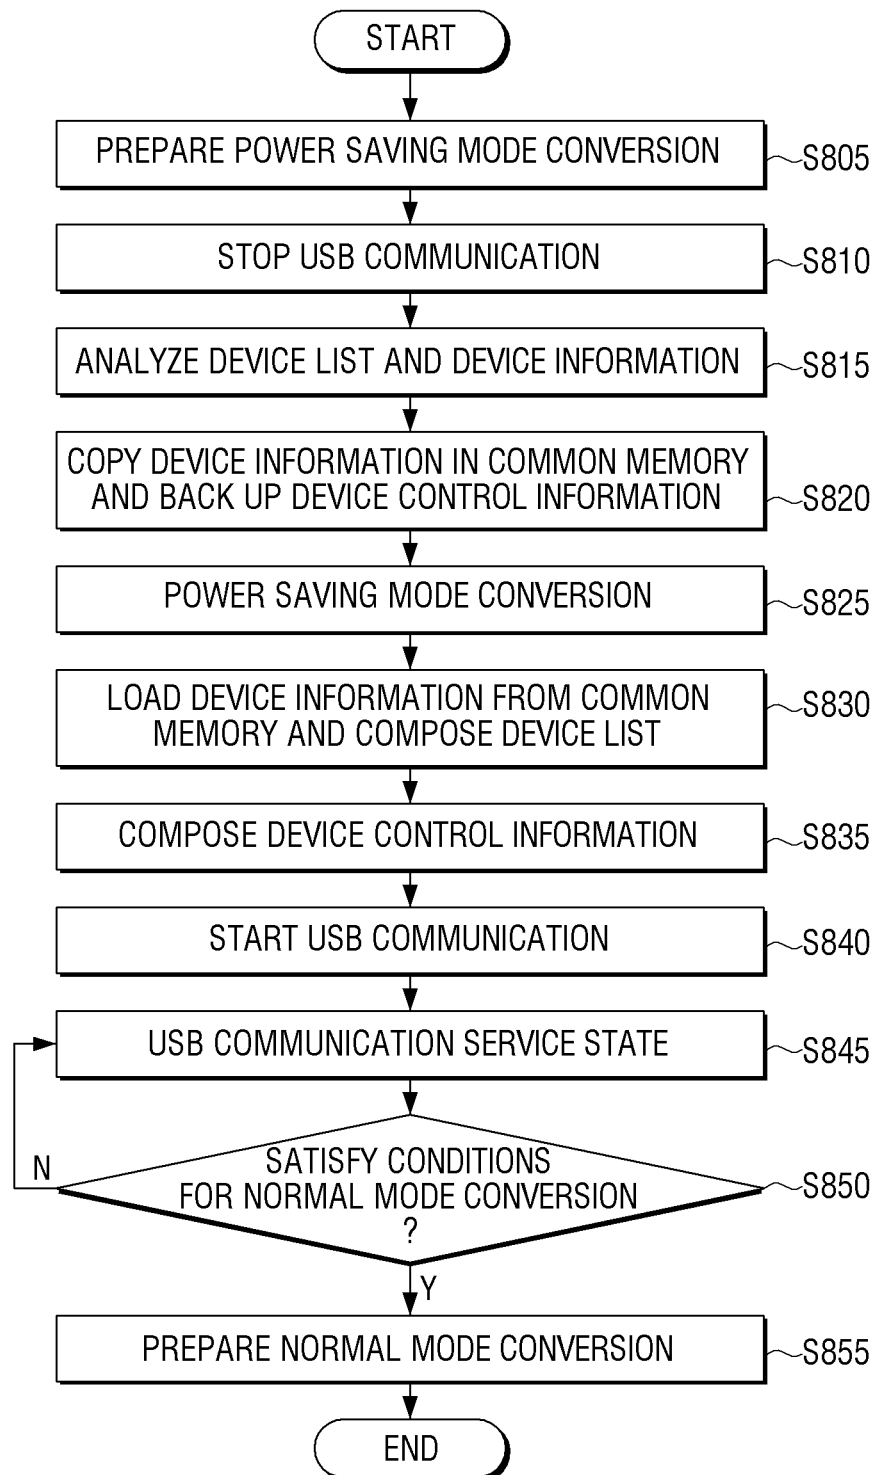 START
PREPARE POWER SAVING MODE CONVERSION
S805
STOP USB COMMUNICATION
S810
ANALYZE DEVICE LIST AND DEVICE INFORMATION
S815
COPY DEVICE INFORMATION IN COMMON MEMORY
AND BACK UP DEVICE CONTROL INFORMATION
S820
POWER SAVING MODE CONVERSION
S825
LOAD DEVICE INFORMATION FROM COMMON
MEMORY AND COMPOSE DEVICE LIST
S830
COMPOSE DEVICE CONTROL INFORMATION
S835
START USB COMMUNICATION
S840
USB COMMUNICATION SERVICE STATE
S845
N
SATISFY CONDITIONS
FOR NORMAL MODE CONVERSION
?
S850
Y
PREPARE NORMAL MODE CONVERSION
S855
END